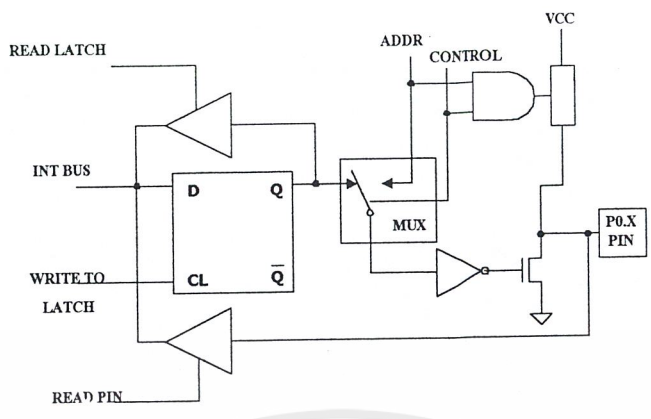 VCC
READ LATCH
ADDR
CONTROL
INT BUS
D
Q
MUX
P0.X
PIN
WRITE TO
LATCH
CL
Q̅
READ PIN